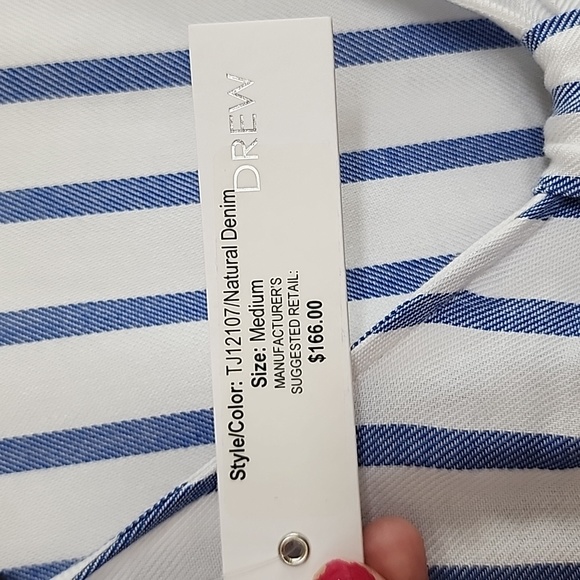 DREW
Style/Color: TJ12107/Natural Denim
Size: Medium
MANUFACTURER'S
SUGGESTED RETAIL:
$166.00